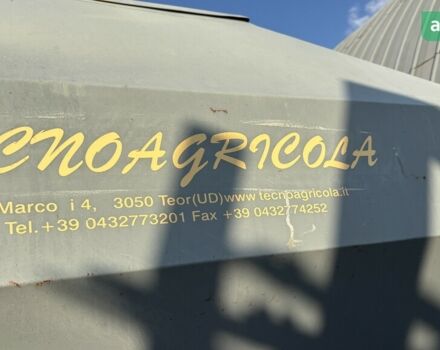 CNOAGRICOLA
Marco i 4, 3050 Teor(UD)www.tecnoagricola.it
Tel.+39 0432773201 Fax +39 0432774252
a